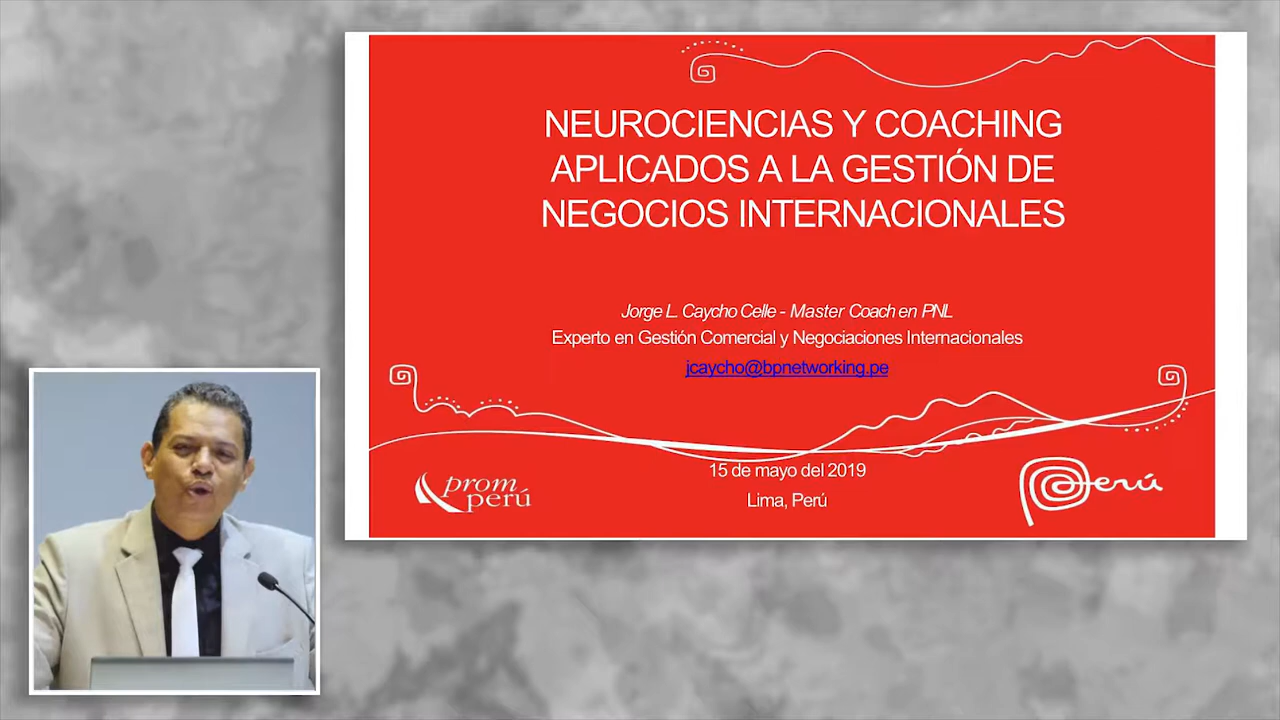 NEUROCIENCIAS Y COACHING
APLICADOS A LA GESTIÓN DE
NEGOCIOS INTERNACIONALES
Jorge L. Caycho Celle - Master Coach en PNL
Experto en Gestión Comercial y Negociaciones Internacionales
jcaycho@bpnetworking.pe
15 de mayo del 2019
Lima, Perú
prom
perú
Perú